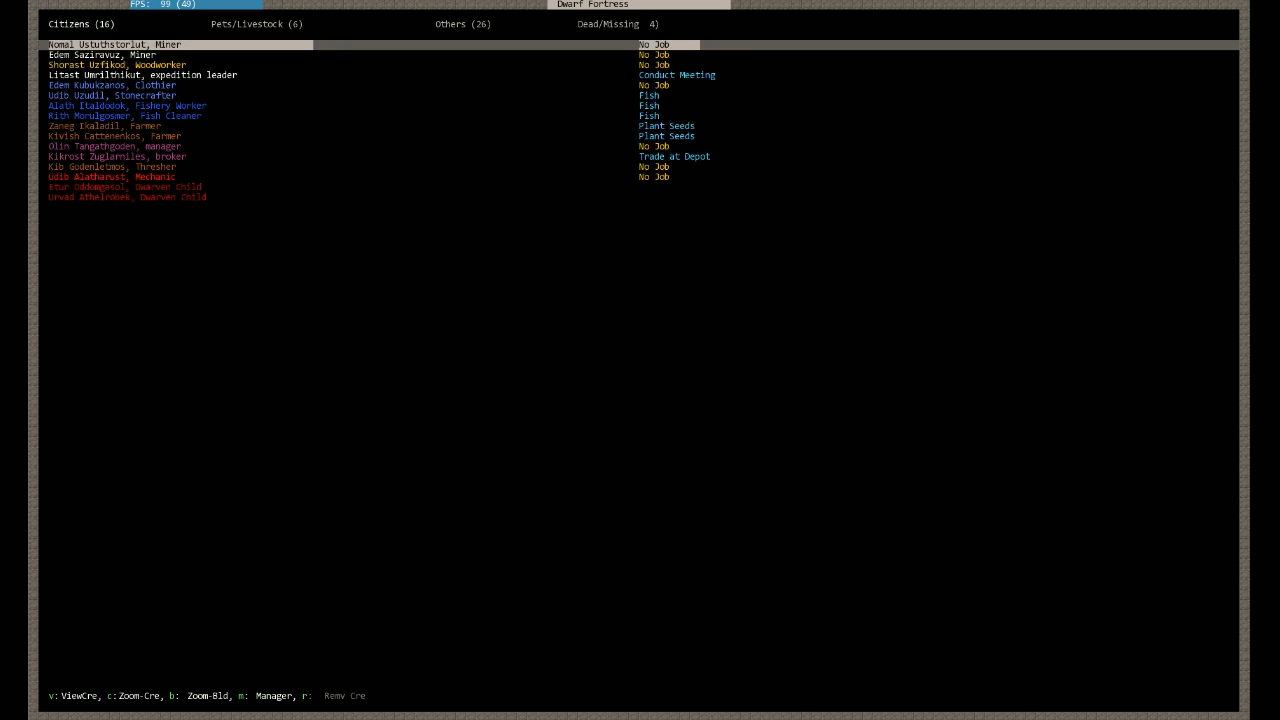 FPS: 99 (49) Dwarf Fortress
Citizens (16) Pets/Livestock (6) Others (26) Dead/Missing 4)
Nomal Ustuthstorlut, Miner No Job
Edem Saziravuz, Miner No Job
Shorast Uzfikod, Woodworker No Job
Litast Umrilthikut, expedition leader Conduct Meeting
Edem Kubukzanos, Clothier No Job
Udib Uzudil, Stonecrafter Fish
Alath Italdodok, Fishery Worker Fish
Rith Morulgosmer, Fish Cleaner Fish
Zaneg Ikaladil, Farmer Plant Seeds
Kivish Cattenenkos, Farmer Plant Seeds
Olin Tangathgoden, manager No Job
Kikrost Zuglarniles, broker Trade at Depot
Kib Godenletmos, Thresher No Job
Udib Alatharust, Mechanic No Job
Etur Oddomgasol, Dwarven Child
Urvad Athelrobek, Dwarven Child
v: ViewCre, c: Zoom-Cre, b: Zoom-Bld, m: Manager, r: Remv Cre